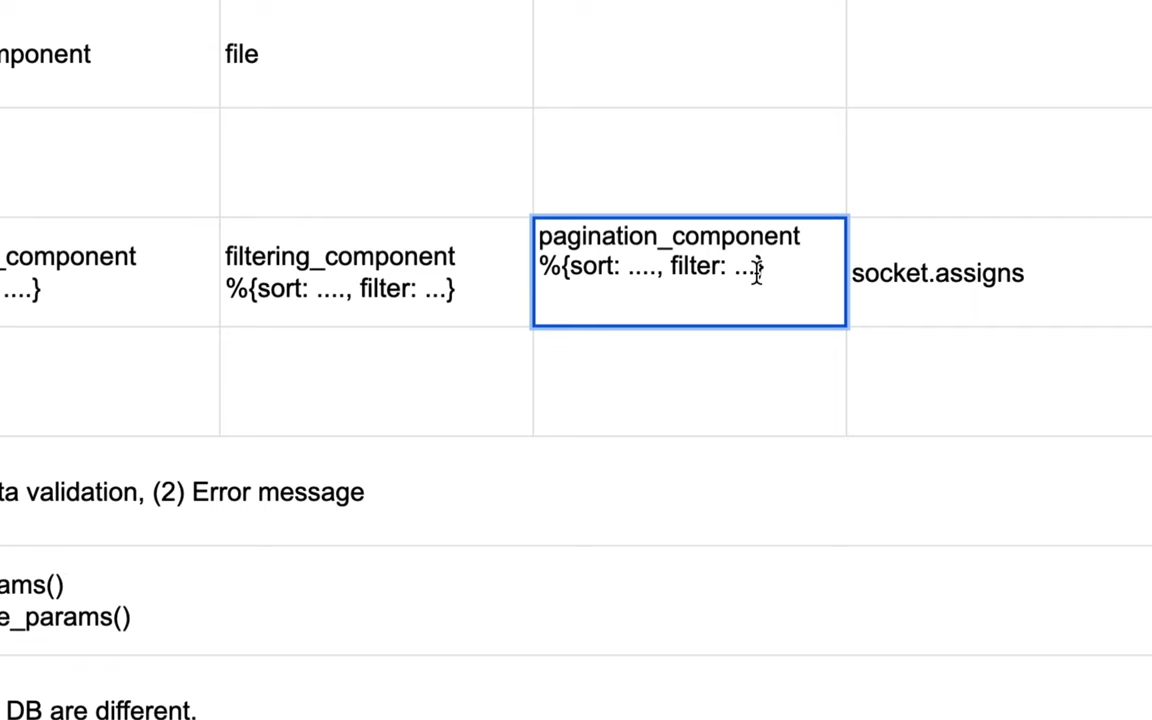 mponent
file
_component
....}
filtering_component
%{sort: ...., filter: ...}
pagination_component
%{sort: ...., filter: ...}
socket.assigns
ta validation, (2) Error message
ams()
e_params()
DB are different.